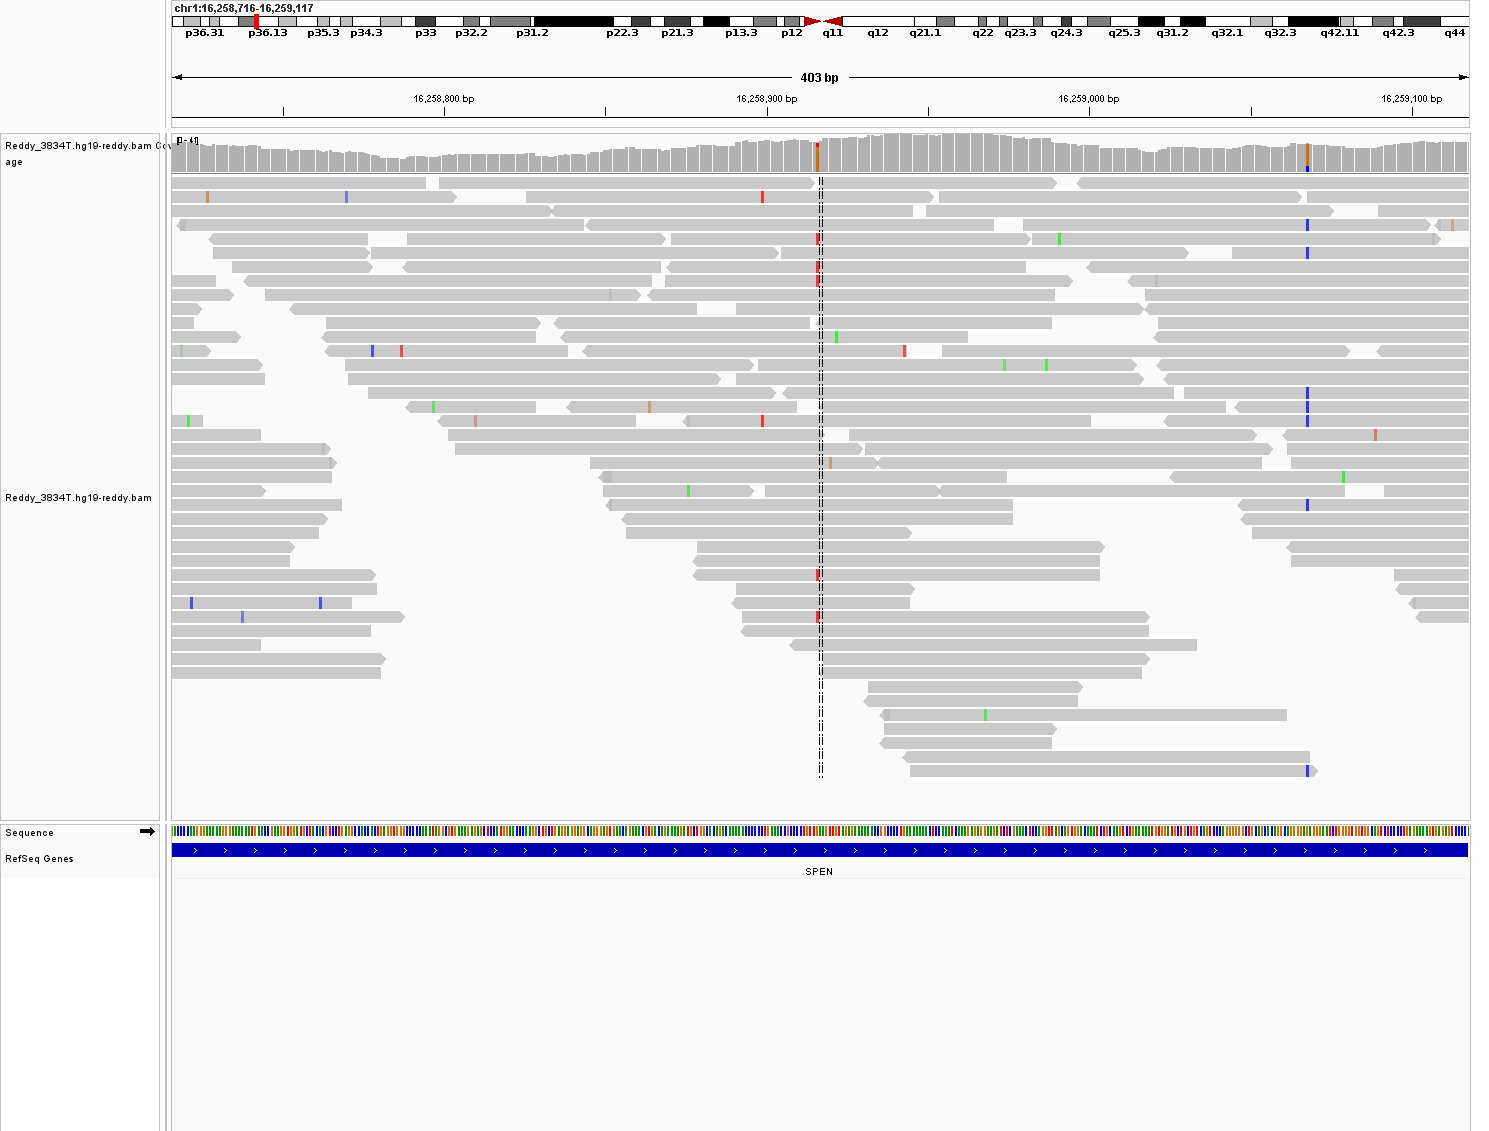 chr1:16,258,716-16,259,117
p36.31 p36.13 p35.3 p34.3 p33 p32.2 p31.2 p22.3 p21.3 p13.3 p12 q11 q12 q21.1 q22 q23.3 q24.3 q25.3 q31.2 q32.1 q32.3 q42.11 q42.3 q44
403 bp
16,258,800 bp 16,258,900 bp 16,259,000 bp 16,259,100 bp
Reddy_3834T.hg19-reddy.bam
age
Reddy_3834T.hg19-reddy.bam
Sequence
RefSeq Genes
SPEN